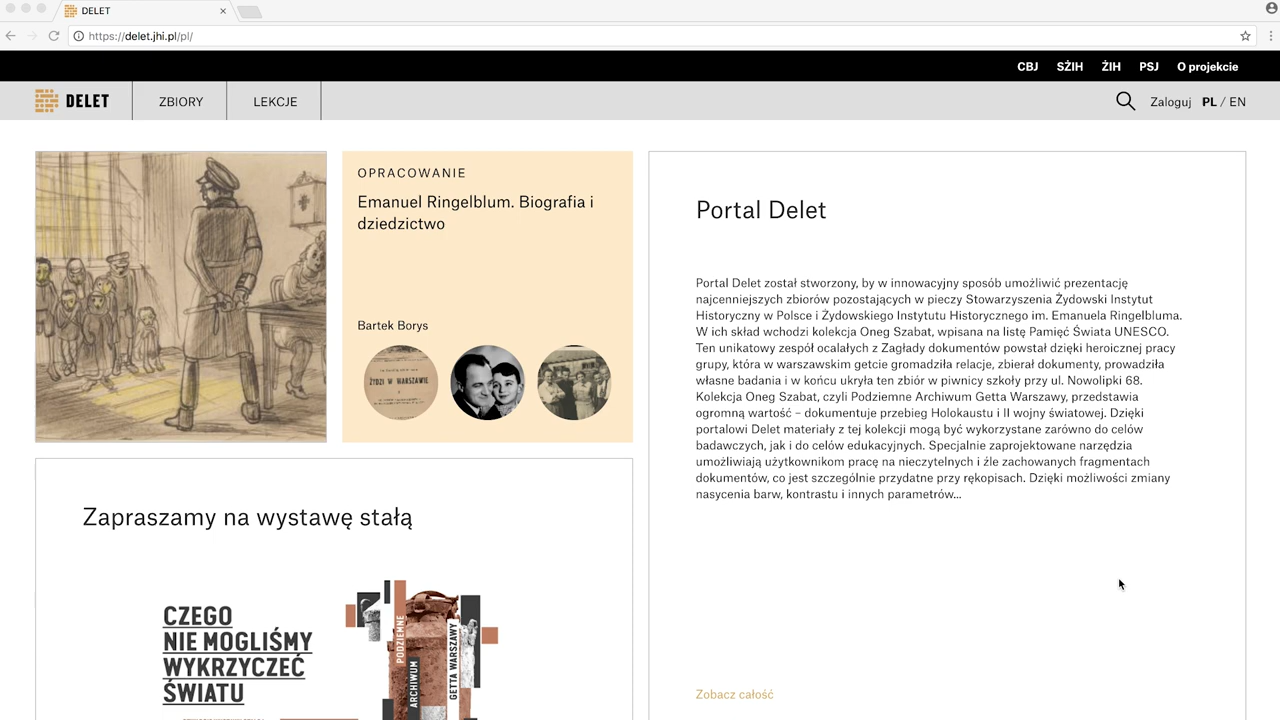 DELET
https://delet.jhi.pl/pl/
CBJ SŻIH ŻIH PSJ O projekcie
DELET ZBIORY LEKCJE Zaloguj PL / EN
OPRACOWANIE
Emanuel Ringelblum. Biografia i
dziedzictwo
Bartek Borys
ŻYDZI W WARSZAWIE
Zapraszamy na wystawę stałą
CZEGO
NIE MOGLIŚMY
WYKRZYCZEĆ
ŚWIATU
PODZIEMNE
ARCHIWUM
GETTA WARSZAWY
Portal Delet
Portal Delet został stworzony, by w innowacyjny sposób umożliwić prezentację
najcenniejszych zbiorów pozostających w pieczy Stowarzyszenia Żydowski Instytut
Historyczny w Polsce i Żydowskiego Instytutu Historycznego im. Emanuela Ringelbluma.
W ich skład wchodzi kolekcja Oneg Szabat, wpisana na listę Pamięć Świata UNESCO.
Ten unikatowy zespół ocalałych z Zagłady dokumentów powstał dzięki heroicznej pracy
grupy, która w warszawskim getcie gromadziła relacje, zbierał dokumenty, prowadziła
własne badania i w końcu ukryła ten zbiór w piwnicy szkoły przy ul. Nowolipki 68.
Kolekcja Oneg Szabat, czyli Podziemne Archiwum Getta Warszawy, przedstawia
ogromną wartość – dokumentuje przebieg Holokaustu i II wojny światowej. Dzięki
portalowi Delet materiały z tej kolekcji mogą być wykorzystane zarówno do celów
badawczych, jak i do celów edukacyjnych. Specjalnie zaprojektowane narzędzia
umożliwiają użytkownikom pracę na nieczytelnych i źle zachowanych fragmentach
dokumentów, co jest szczególnie przydatne przy rękopisach. Dzięki możliwości zmiany
nasycenia barw, kontrastu i innych parametrów...
Zobacz całość